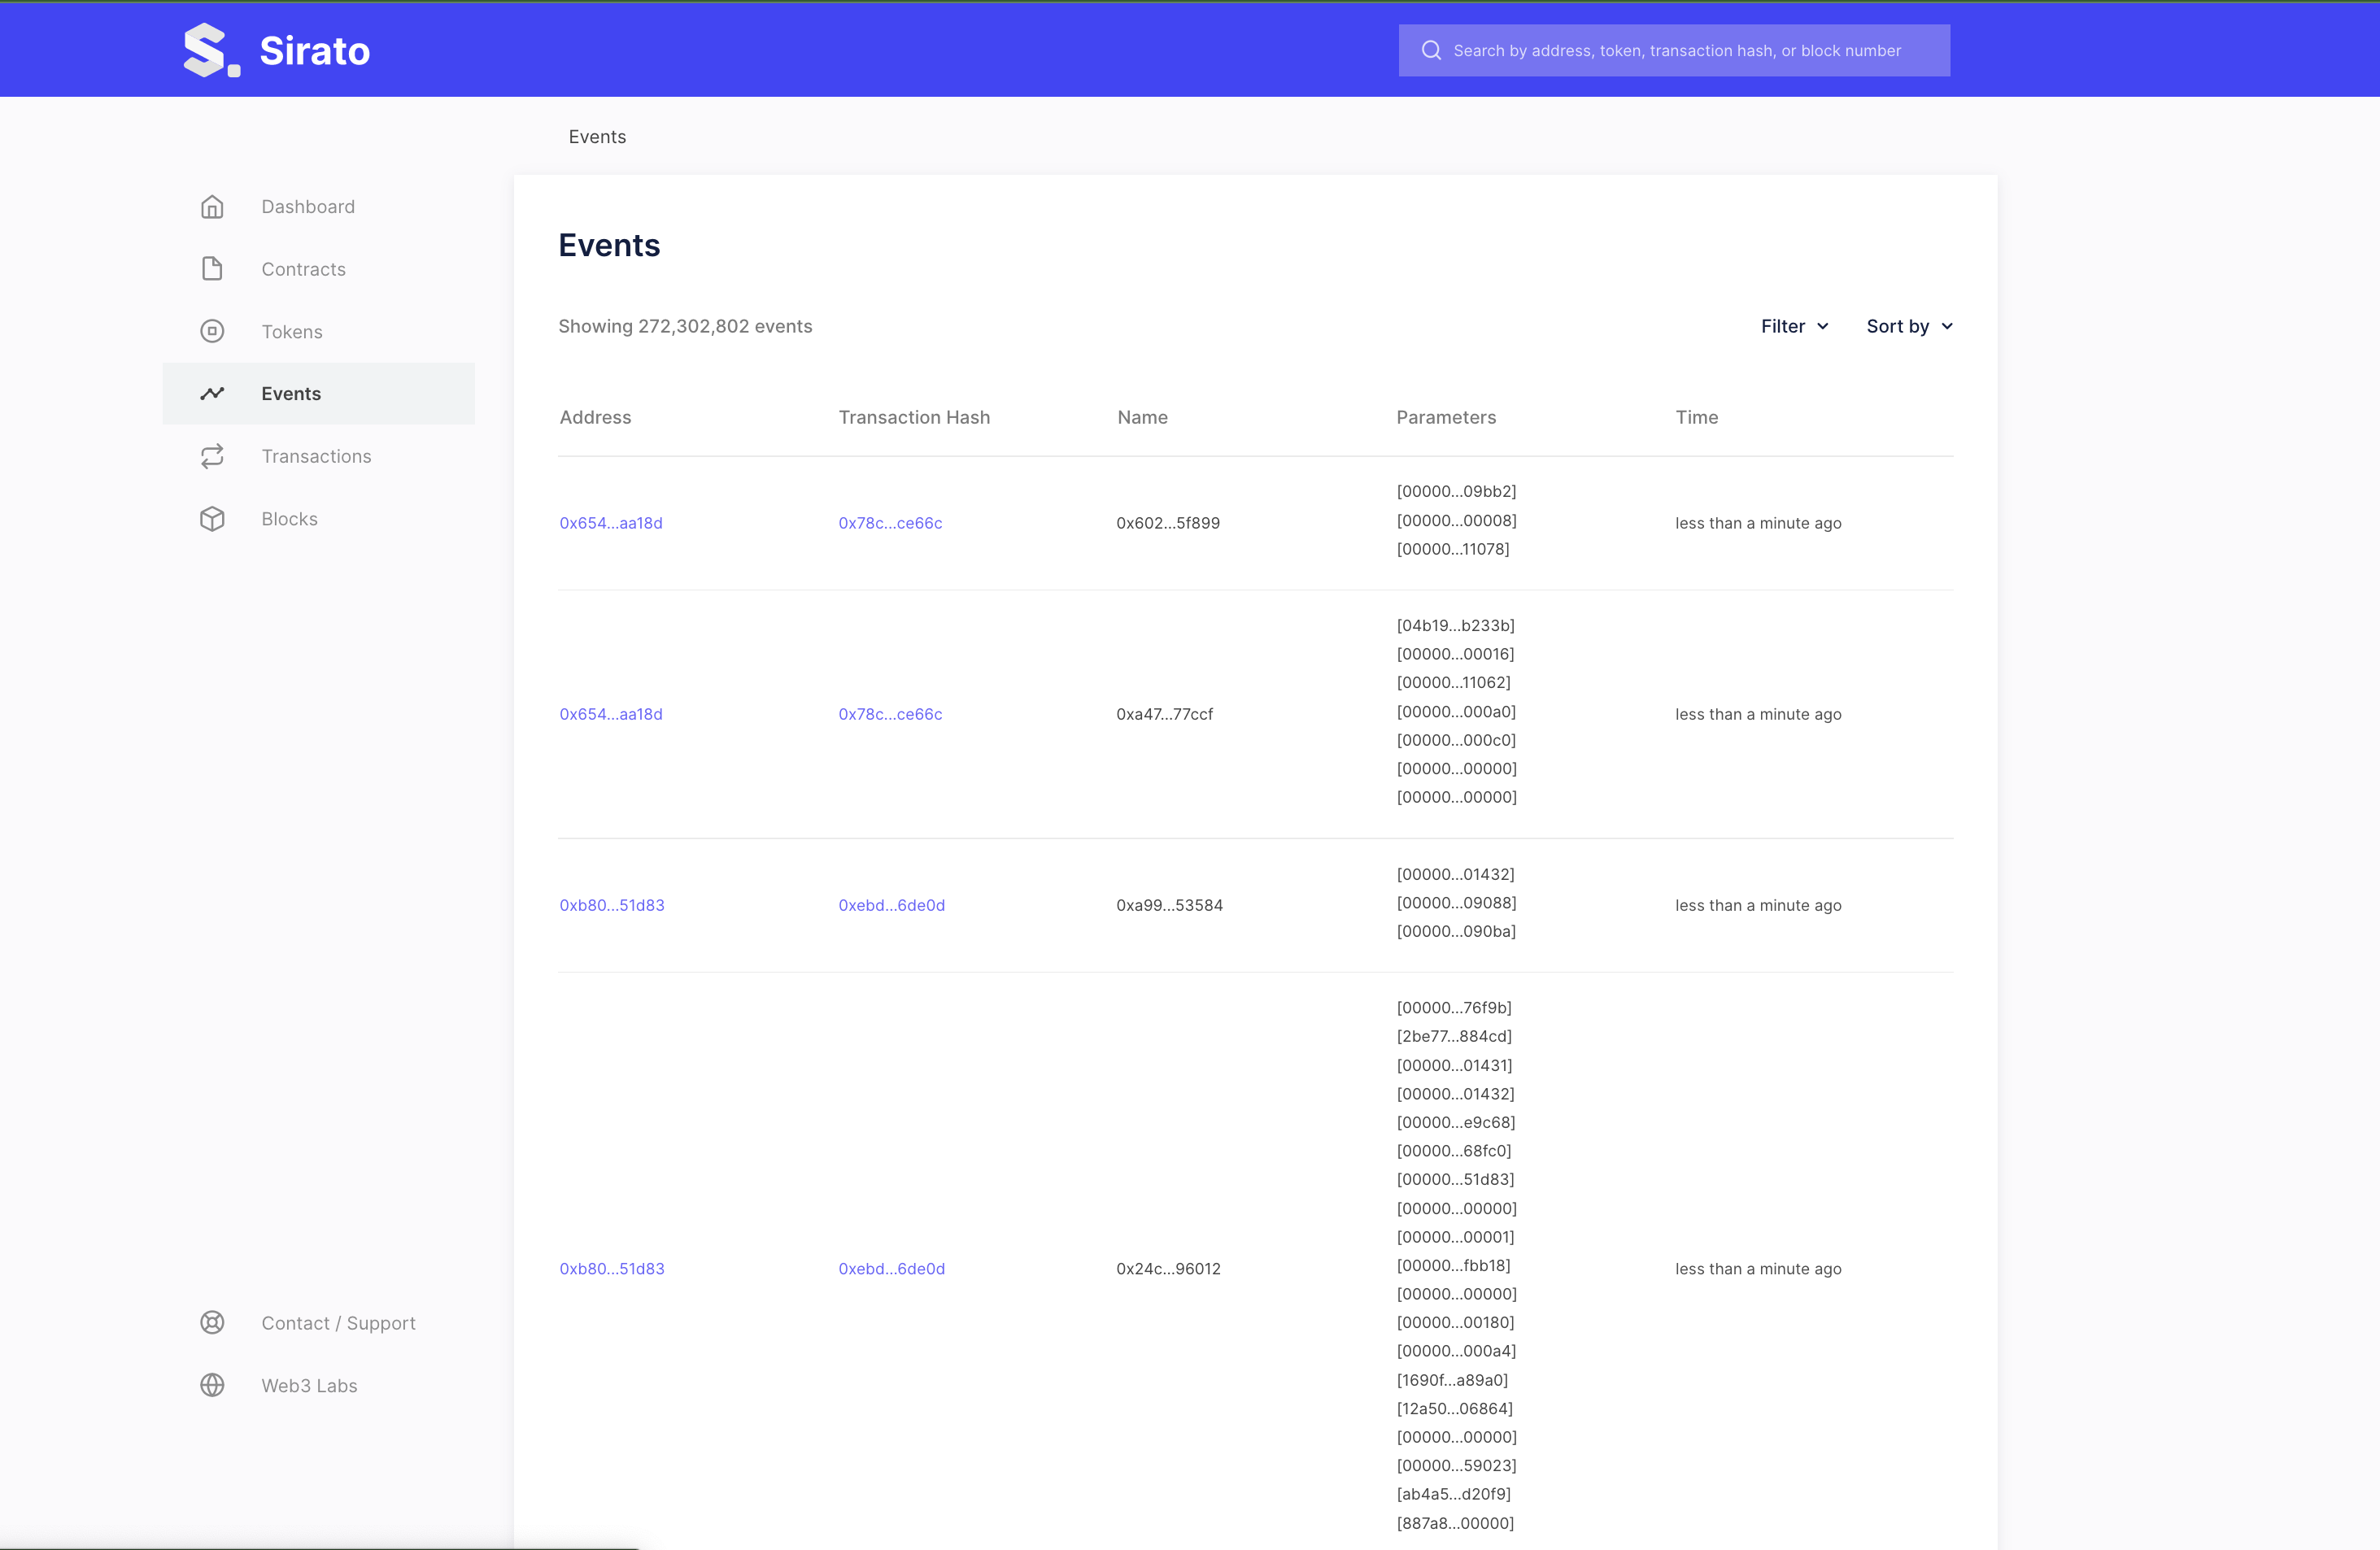 Sirato
Search by address, token, transaction hash, or block number
Events
Dashboard
Contracts
Tokens
Events
Transactions
Blocks
Contact / Support
Web3 Labs
Events
Showing 272,302,802 events
Filter Sort by
Address Transaction Hash Name Parameters Time
[00000...09bb2]
[00000...00008]
[00000...11078]
0x654...aa18d 0x78c...ce66c 0x602...5f899 less than a minute ago
[04b19...b233b]
[00000...00016]
[00000...11062]
[00000...000a0]
[00000...000c0]
[00000...00000]
[00000...00000]
0x654...aa18d 0x78c...ce66c 0xa47...77ccf less than a minute ago
[00000...01432]
[00000...09088]
[00000...090ba]
0xb80...51d83 0xebd...6de0d 0xa99...53584 less than a minute ago
[00000...76f9b]
[2be77...884cd]
[00000...01431]
[00000...01432]
[00000...e9c68]
[00000...68fc0]
[00000...51d83]
[00000...00000]
[00000...00001]
[00000...fbb18]
[00000...00000]
[00000...00180]
[00000...000a4]
[1690f...a89a0]
[12a50...06864]
[00000...00000]
[00000...59023]
[ab4a5...d20f9]
[887a8...00000]
0xb80...51d83 0xebd...6de0d 0x24c...96012 less than a minute ago